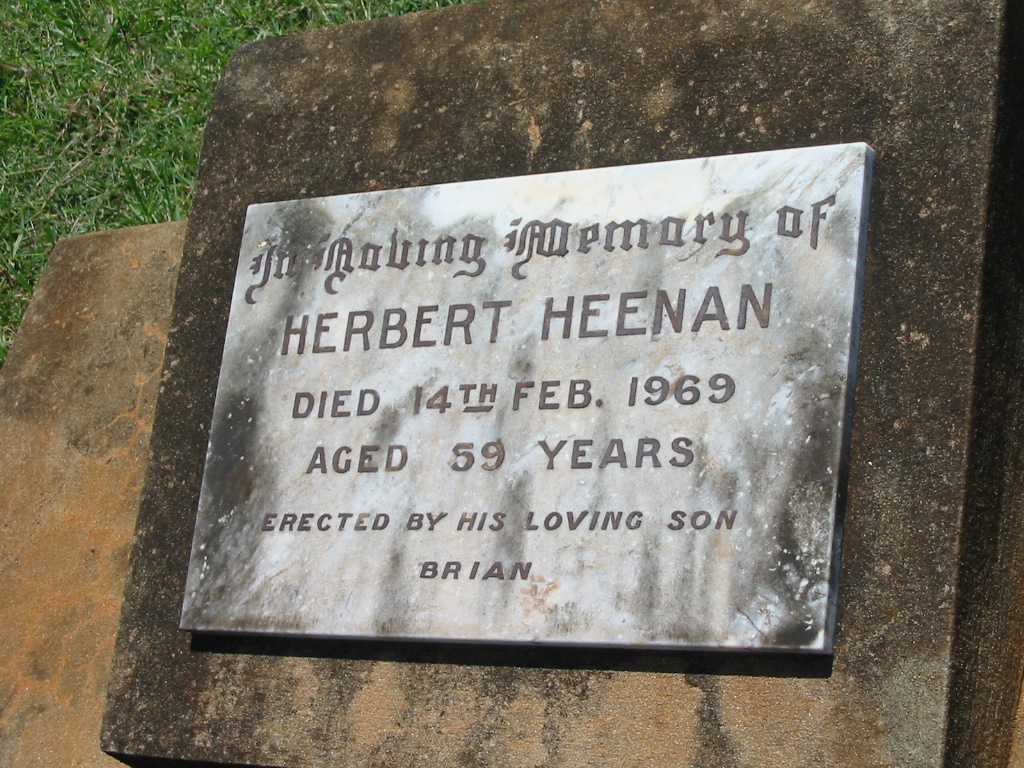 In Loving Memory of
HERBERT HEENAN
DIED 14TH FEB. 1969
AGED 59 YEARS
ERECTED BY HIS LOVING SON
BRIAN